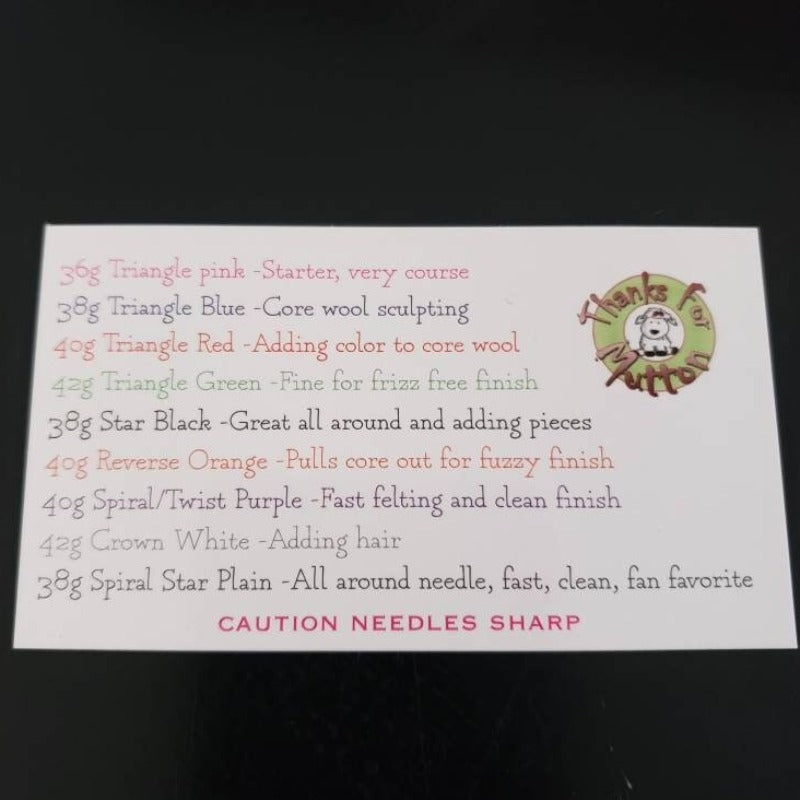 36g Triangle pink -Starter, very course
38g Triangle Blue -Core wool sculpting
40g Triangle Red -Adding color to core wool
42g Triangle Green -Fine for frizz free finish
38g Star Black -Great all around and adding pieces
40g Reverse Orange -Pulls core out for fuzzy finish
40g Spiral/Twist Purple -Fast felting and clean finish
42g Crown White -Adding hair
38g Spiral Star Plain -All around needle, fast, clean, fan favorite
CAUTION NEEDLES SHARP
Thanks For
Mutton